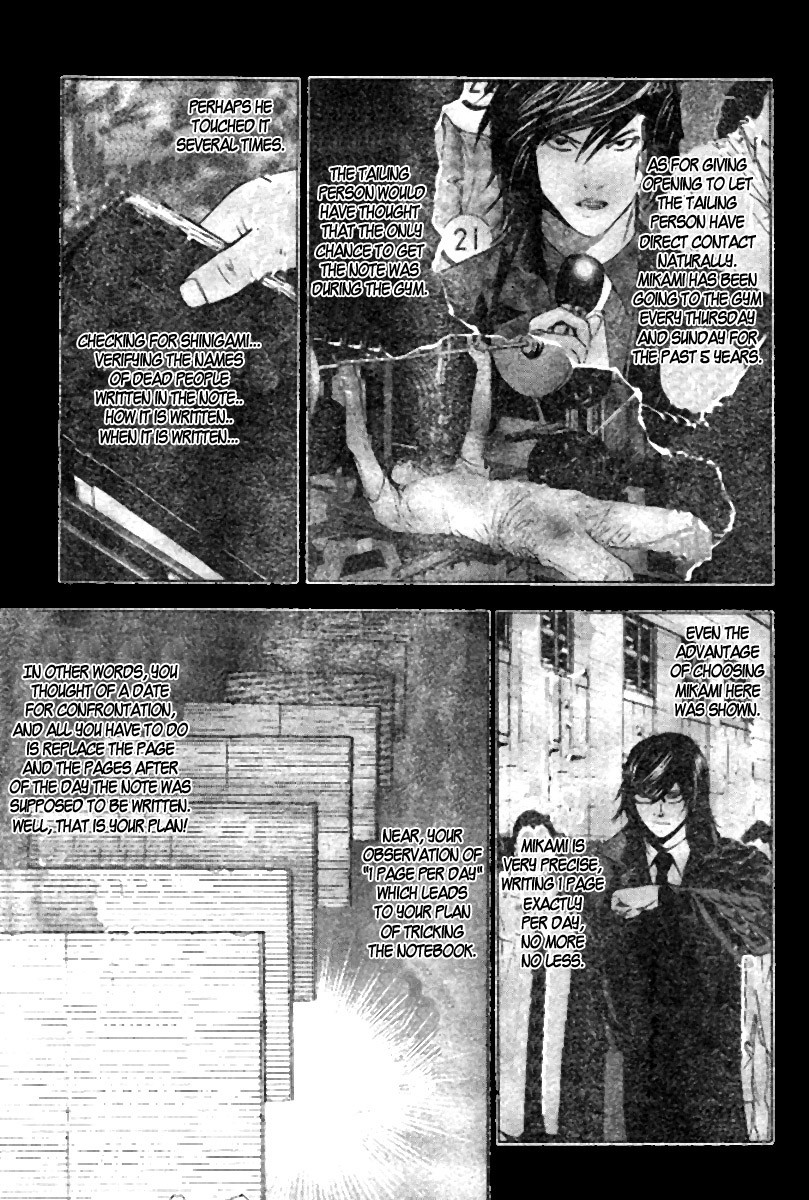 AS FOR GIVING
OPENING TO LET
THE TAILING
PERSON HAVE
DIRECT CONTACT
NATURALLY.
MIKAMI HAS BEEN
GOING TO THE GYM
EVERY THURSDAY
AND SUNDAY FOR
THE PAST 5 YEARS.
THE TAILING
PERSON WOULD
HAVE THOUGHT
THAT THE ONLY
CHANCE TO GET
THE NOTE WAS
DURING THE GYM.
21
PERHAPS HE
TOUCHED IT
SEVERAL TIMES.
CHECKING FOR SHINIGAMI...
VERIFYING THE NAMES
OF DEAD PEOPLE
WRITTEN IN THE NOTE..
HOW IT IS WRITTEN..
WHEN IT IS WRITTEN...
EVEN THE
ADVANTAGE
OF CHOOSING
MIKAMI HERE
WAS SHOWN.
MIKAMI IS
VERY PRECISE,
WRITING 1 PAGE
EXACTLY
PER DAY,
NO MORE
NO LESS.
NEAR, YOUR
OBSERVATION OF
"1 PAGE PER DAY"
WHICH LEADS
TO YOUR PLAN
OF TRICKING
THE NOTEBOOK.
IN OTHER WORDS, YOU
THOUGHT OF A DATE
FOR CONFRONTATION,
AND ALL YOU HAVE TO DO
IS REPLACE THE PAGE
AND THE PAGES AFTER
OF THE DAY THE NOTE WAS
SUPPOSED TO BE WRITTEN.
WELL, THAT IS YOUR PLAN!